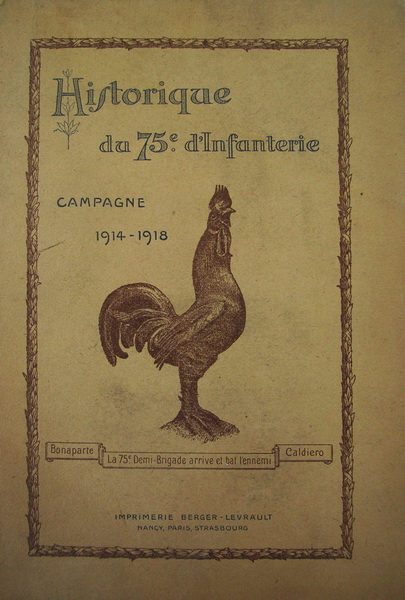 Historique
du 75e. d'Infanterie
CAMPAGNE
1914-1918
Bonaparte
La 75e Demi-Brigade arrive et bat l'ennemi
Caldiero
IMPRIMERIE BERGER-LEVRAULT
NANCY, PARIS, STRASBOURG